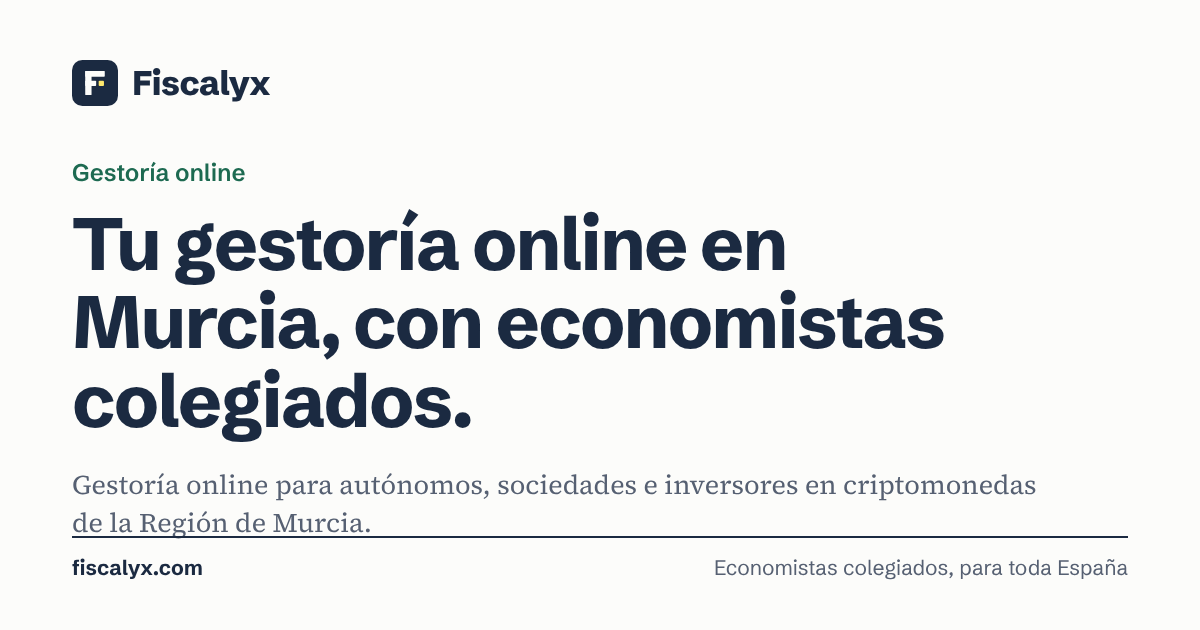 F Fiscalyx
Gestoría online
Tu gestoría online en
Murcia, con economistas
colegiados.
Gestoría online para autónomos, sociedades e inversores en criptomonedas
de la Región de Murcia.
fiscalyx.com
Economistas colegiados, para toda España